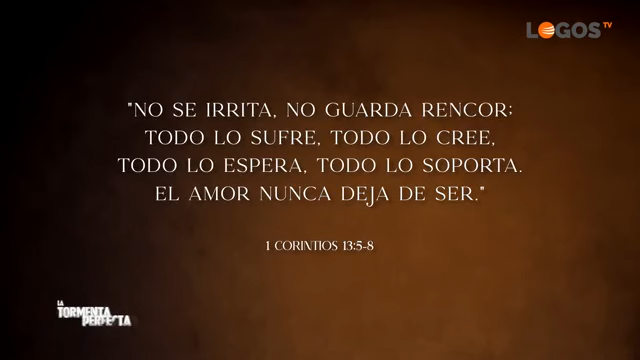 LOGOS TV
"NO SE IRRITA, NO GUARDA RENCOR;
TODO LO SUFRE, TODO LO CREE,
TODO LO ESPERA, TODO LO SOPORTA.
EL AMOR NUNCA DEJA DE SER."
1 CORINTIOS 13:5-8
LA
TORMENTA
PERFECTA